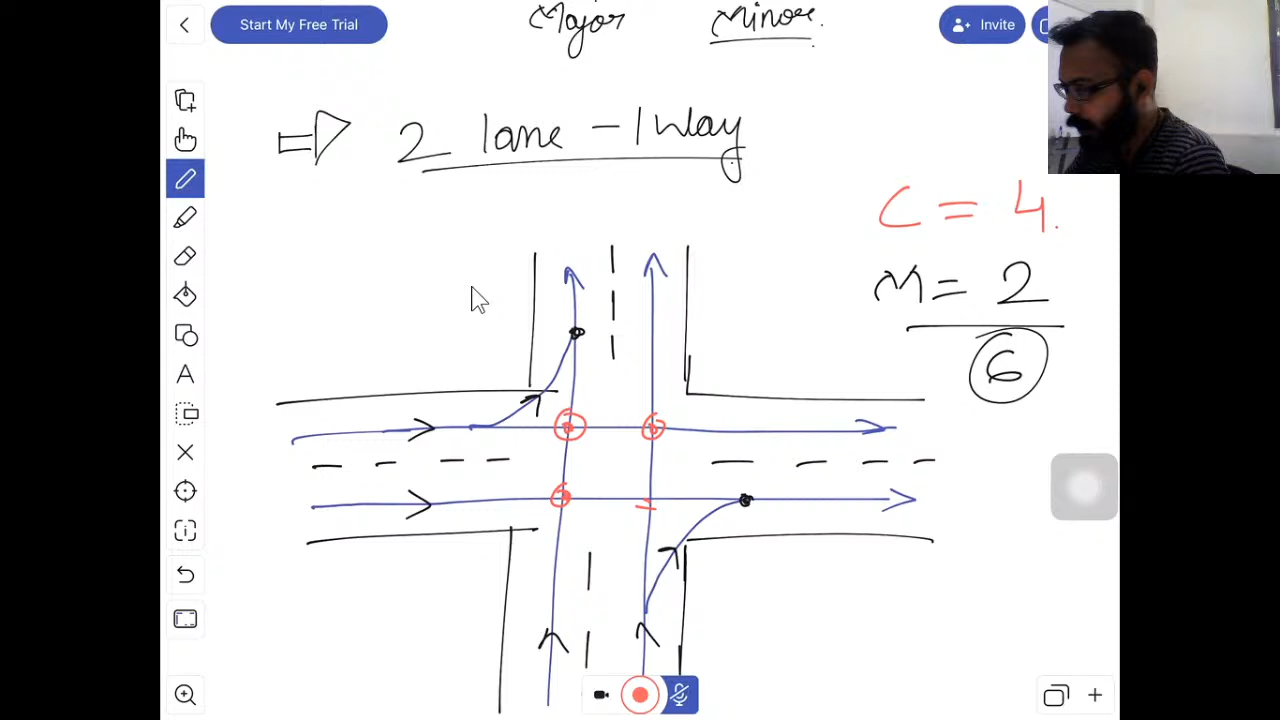 Start My Free Trial
Major Minor.
Invite
⇒ 2 lane - 1 way
C = 4.
M = 2
6